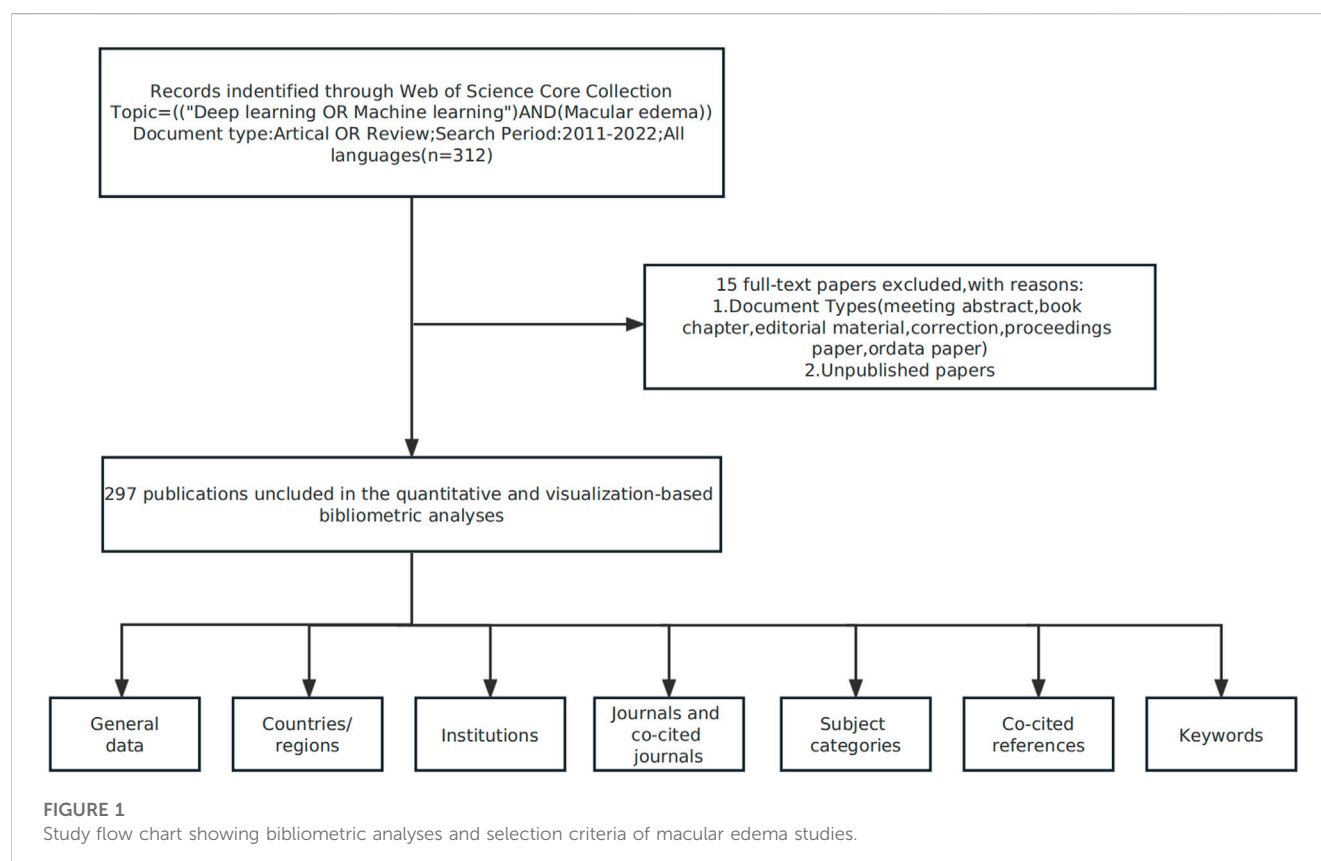 Records indentified through Web of Science Core Collection
Topic=(("Deep learning OR Machine learning")AND(Macular edema))
Document type:Artical OR Review;Search Period:2011-2022;All
languages(n=312)
15 full-text papers excluded,with reasons:
1.Document Types(meeting abstract,book
chapter,editorial material,correction,proceedings
paper,ordata paper)
2.Unpublished papers
297 publications uncluded in the quantitative and visualization-based
bibliometric analyses
General
data
Countries/
regions
Institutions
Journals and
co-cited
journals
Subject
categories
Co-cited
references
Keywords
FIGURE 1
Study flow chart showing bibliometric analyses and selection criteria of macular edema studies.